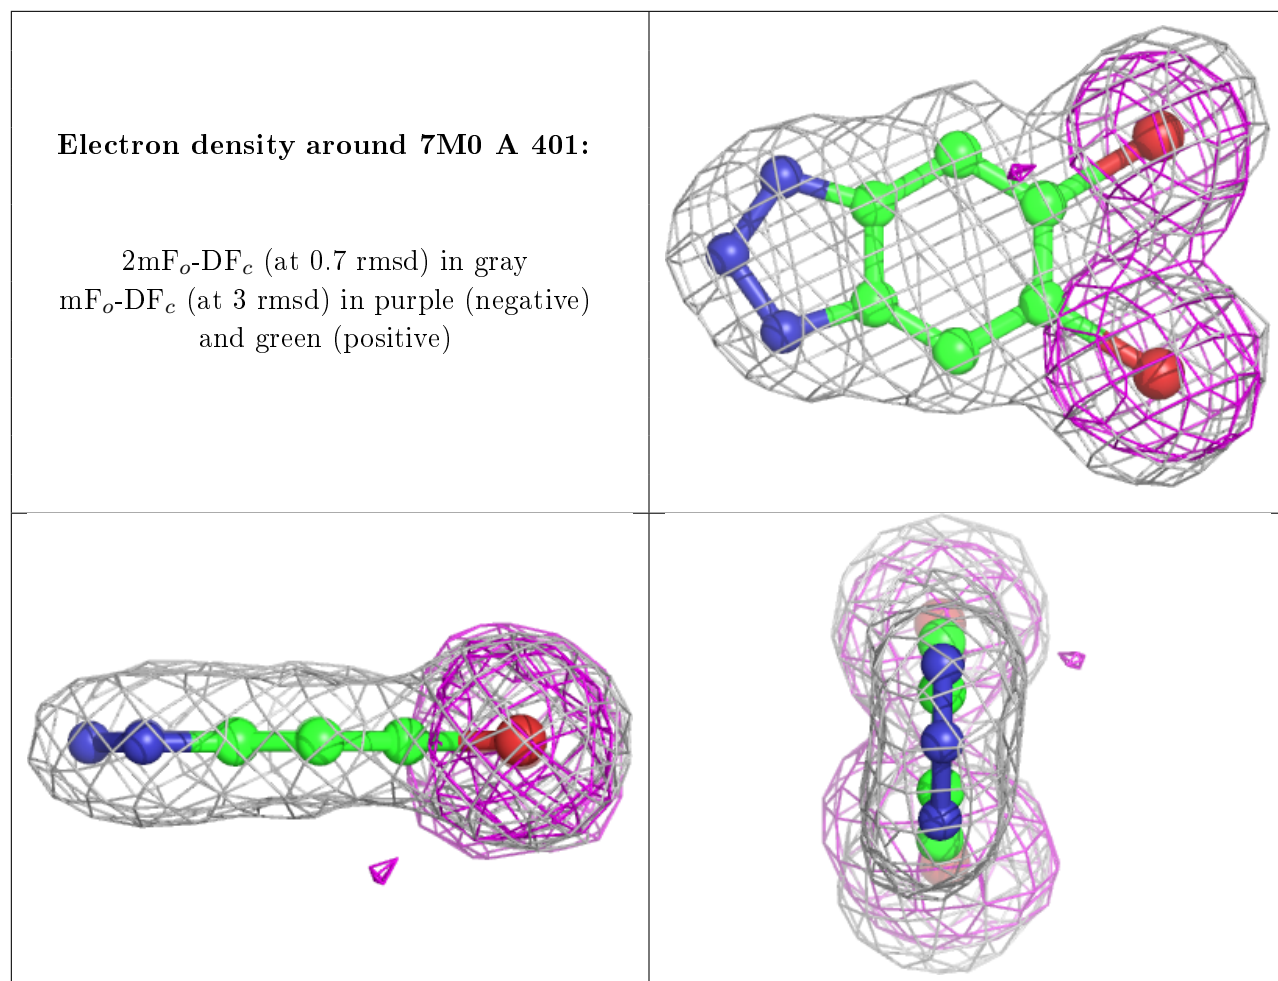 Electron density around 7M0 A 401:
2mFₒ-DF𝒸 (at 0.7 rmsd) in gray
mFₒ-DF𝒸 (at 3 rmsd) in purple (negative)
and green (positive)